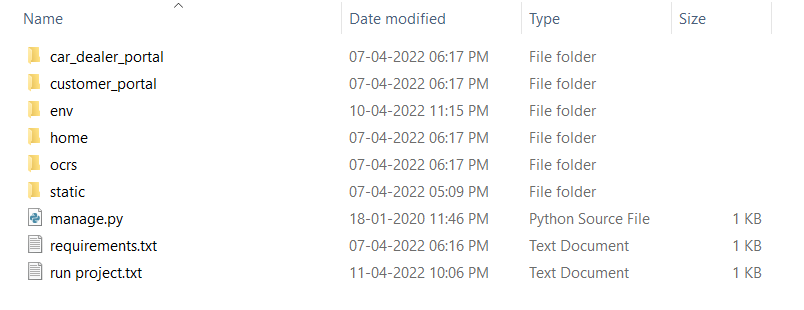 Name Date modified Type Size
car_dealer_portal 07-04-2022 06:17 PM File folder
customer_portal 07-04-2022 06:17 PM File folder
env 10-04-2022 11:15 PM File folder
home 07-04-2022 06:17 PM File folder
ocrs 07-04-2022 06:17 PM File folder
static 07-04-2022 05:09 PM File folder
manage.py 18-01-2020 11:46 PM Python Source File 1 KB
requirements.txt 07-04-2022 06:16 PM Text Document 1 KB
run project.txt 11-04-2022 10:06 PM Text Document 1 KB